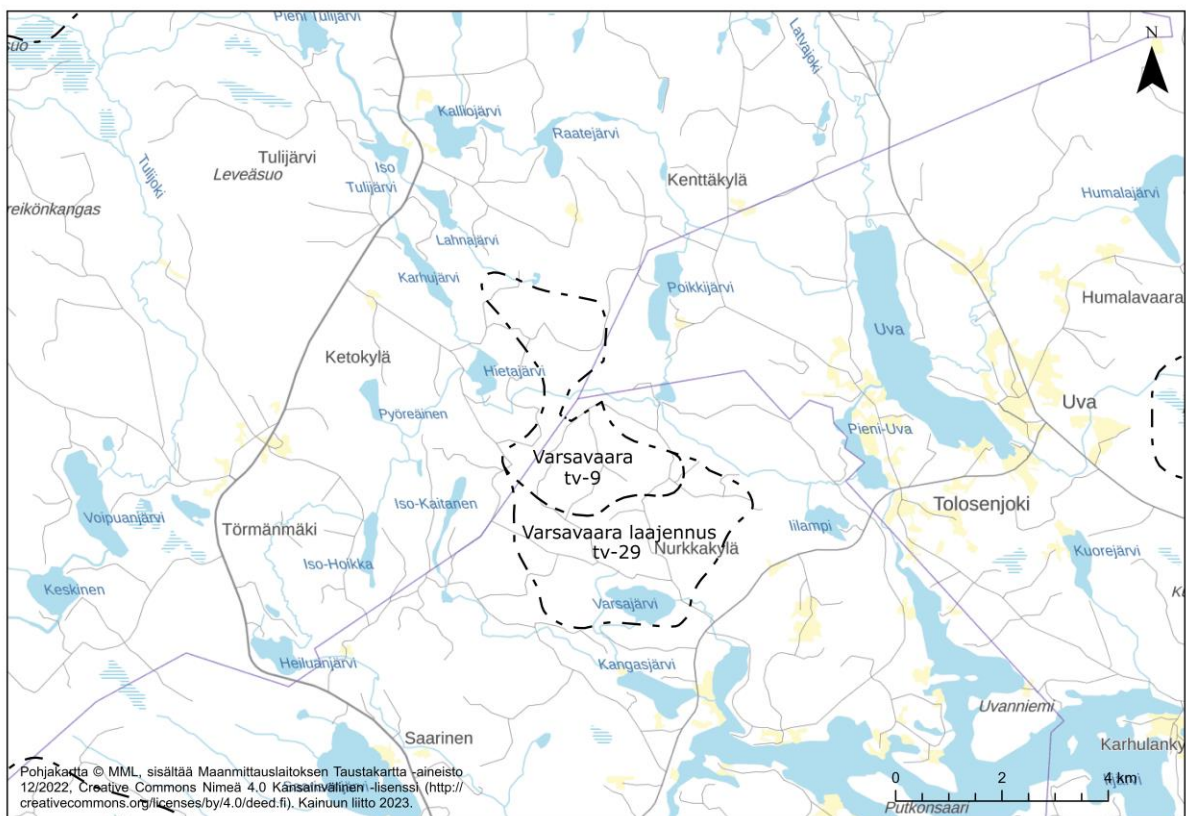 Pieni Tulijärvi
suo
N
Latvajoki
Kalliojärvi
Raatejärvi
Tulijoki
Tulijärvi
Leveäsuo
Iso
Tulijärvi
Kenttäkylä
Humalajärvi
reikönkangas
Lahnajärvi
Karhujärvi
Poikkijärvi
Humalavaara
Uva
Ketokylä
Hietajärvi
Pyöreäinen
Uva
Pieni-Uva
Varsavaara
tv-9
Iso-Kaitanen
Tolosenjoki
Voipuanjärvi
Törmänmäki
Varsavaara laajennus
tv-29
Nurkkakylä
Iilampi
Kuorejärvi
Iso-Hoikka
Keskinen
Varsajärvi
Heiluanjärvi
Kangasjärvi
Uvanniemi
Saarinen
Karhulanky
Pohjakartta © MML, sisältää Maanmittauslaitoksen Taustakartta -aineisto
12/2022, Creative Commons Nimeä 4.0 Kansainvälinen -lisenssi (http://
creativecommons.org/licenses/by/4.0/deed.fi). Kainuun liitto 2023.
0 2 4 km
Putkonsaari